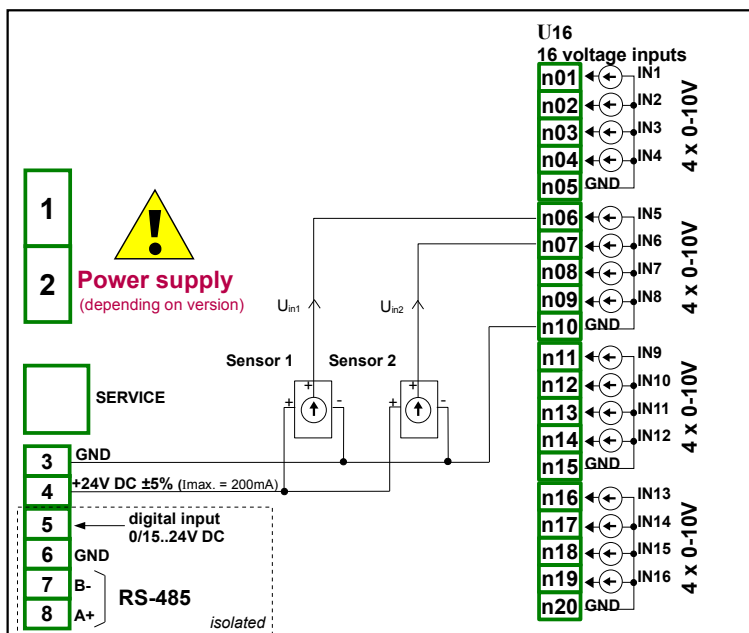 U16
16 voltage inputs
n01 IN1
n02 IN2
n03 IN3
n04 IN4
n05 GND
4 x 0-10V
n06 IN5
n07 IN6
n08 IN7
n09 IN8
n10 GND
4 x 0-10V
n11 IN9
n12 IN10
n13 IN11
n14 IN12
n15 GND
4 x 0-10V
n16 IN13
n17 IN14
n18 IN15
n19 IN16
n20 GND
4 x 0-10V
1
2
!
Power supply
(depending on version)
Uin1
Uin2
Sensor 1
Sensor 2
+ + -
+ + -
SERVICE
3 GND
4 +24V DC ±5% (Imax. = 200mA)
5 digital input
0/15..24V DC
6 GND
7 B-
8 A+
RS-485
isolated